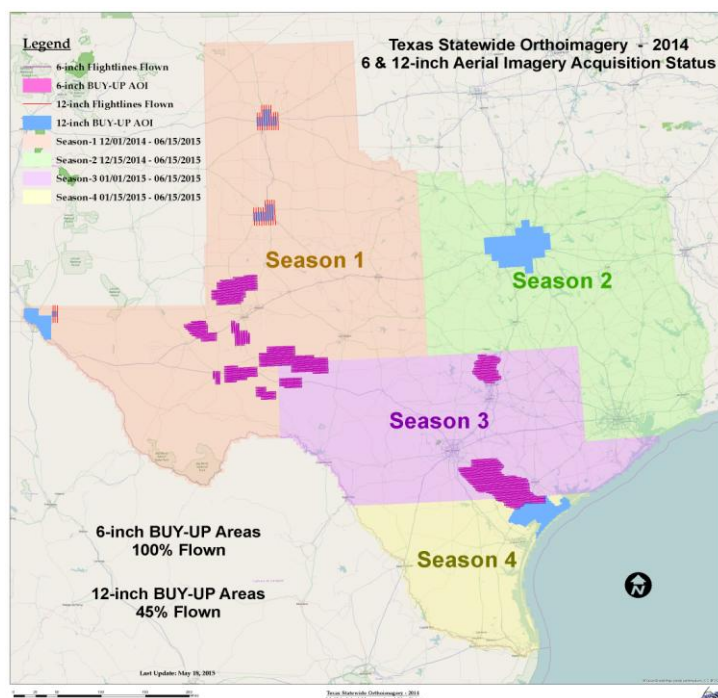 Legend
6-inch Flightlines Flown
6-inch BUY-UP AOI
12-inch Flightlines Flown
12-inch BUY-UP AOI
Season-1 12/01/2014 - 06/15/2015
Season-2 12/15/2014 - 06/15/2015
Season-3 01/01/2015 - 06/15/2015
Season-4 01/15/2015 - 06/15/2015
Texas Statewide Orthoimagery - 2014
6 & 12-inch Aerial Imagery Acquisition Status
Season 1
Season 2
Season 3
Season 4
6-inch BUY-UP Areas
100% Flown
12-inch BUY-UP Areas
45% Flown
N
Last Update: May 18, 2015
Texas Statewide Orthoimagery - 2014